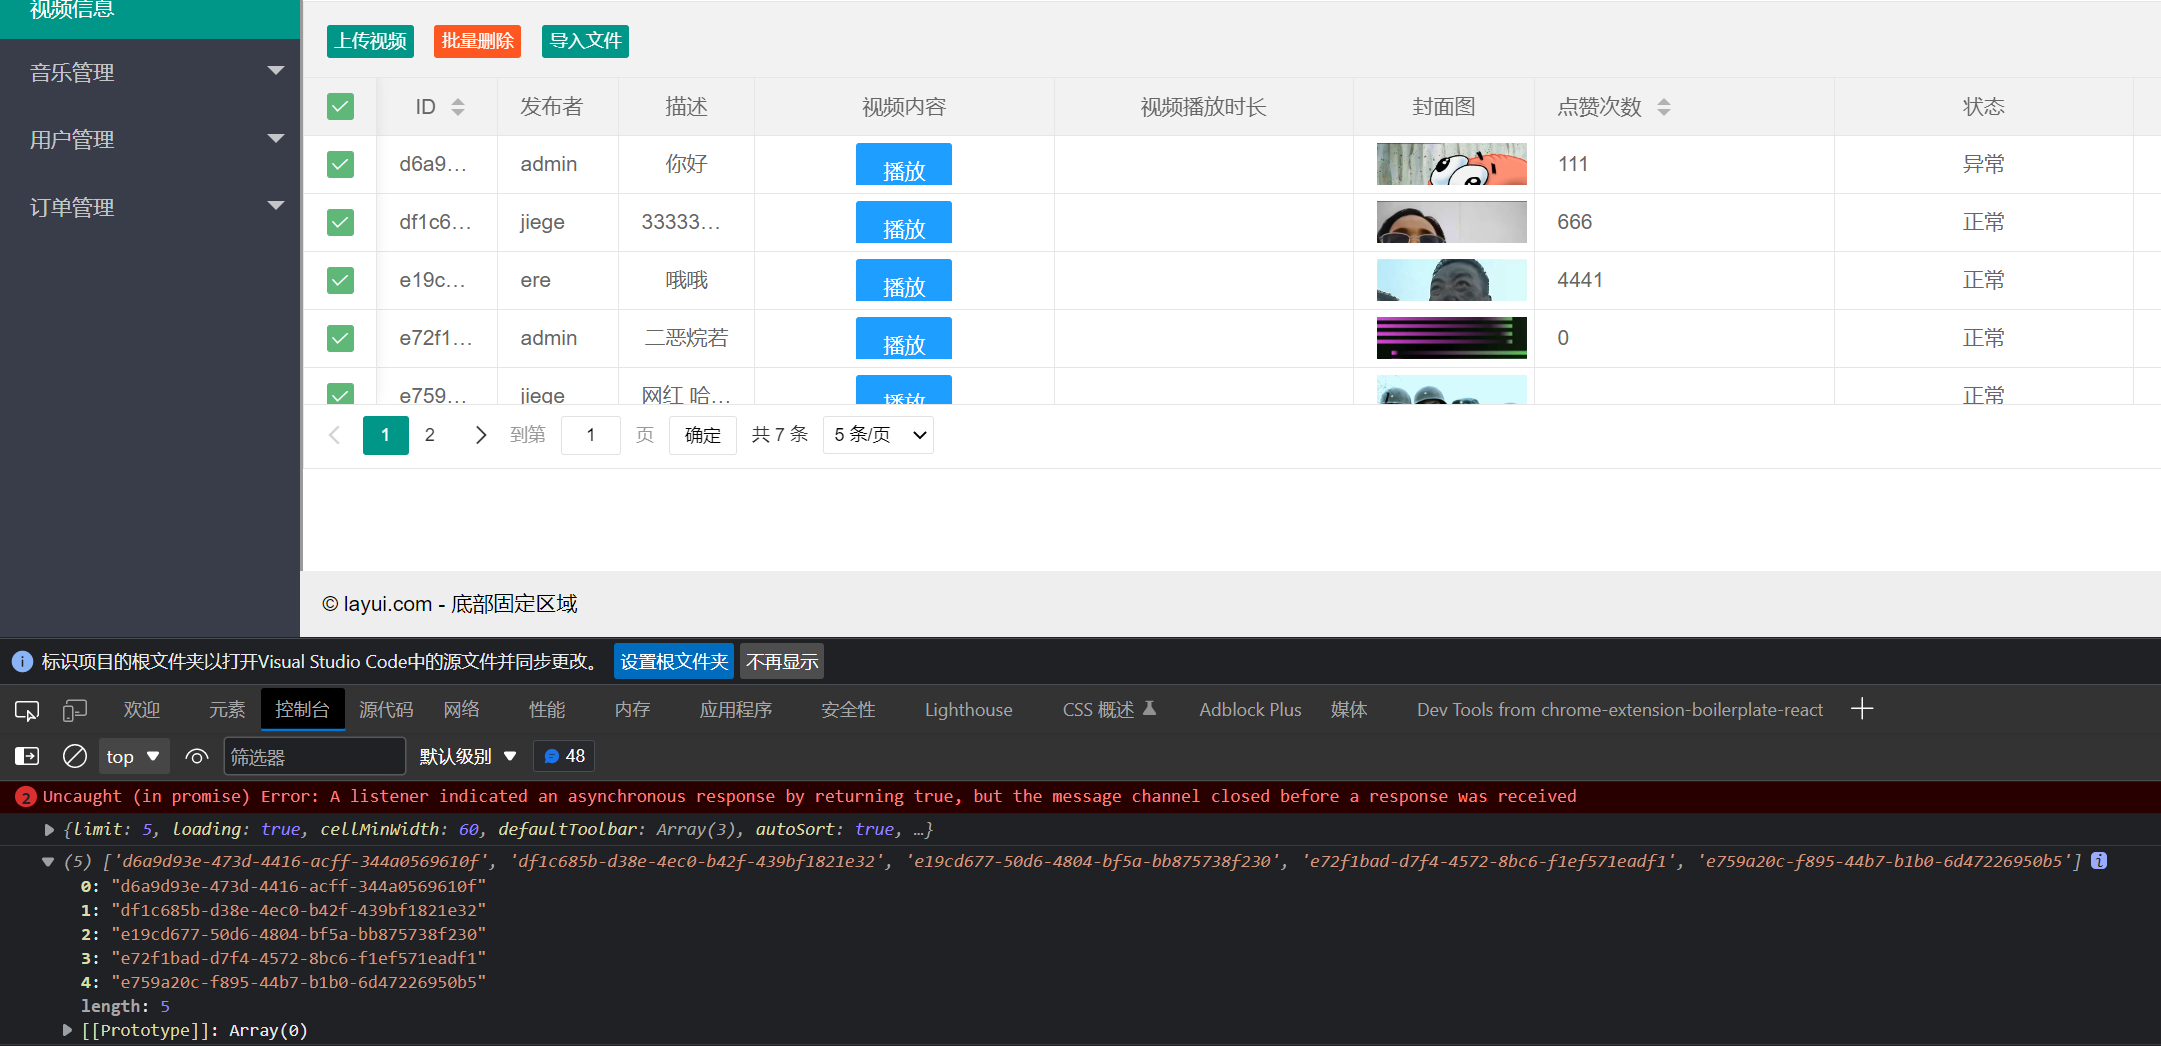 视频信息
音乐管理
用户管理
订单管理
上传视频 批量删除 导入文件
ID 发布者 描述 视频内容 视频播放时长 封面图 点赞次数 状态
d6a9... admin 你好 播放 111 异常
df1c6... jiege 33333... 播放 666 正常
e19c... ere 哦哦 播放 4441 正常
e72f1... admin 二恶烷若 播放 0 正常
e759... jiege 网红 哈... 播放 正常
1 2 到第 1 页 确定 共 7 条 5 条/页
© layui.com - 底部固定区域
标识项目的根文件夹以打开Visual Studio Code中的源文件并同步更改。 设置根文件夹 不再显示
欢迎 元素 控制台 源代码 网络 性能 内存 应用程序 安全性 Lighthouse CSS 概述 Adblock Plus 媒体 Dev Tools from chrome-extension-boilerplate-react
top 筛选器 默认级别 48
2 Uncaught (in promise) Error: A listener indicated an asynchronous response by returning true, but the message channel closed before a response was received
{limit: 5, loading: true, cellMinWidth: 60, defaultToolbar: Array(3), autoSort: true, …}
(5) ['d6a9d93e-473d-4416-acff-344a0569610f', 'df1c685b-d38e-4ec0-b42f-439bf1821e32', 'e19cd677-50d6-4804-bf5a-bb875738f230', 'e72f1bad-d7f4-4572-8bc6-f1ef571eadf1', 'e759a20c-f895-44b7-b1b0-6d47226950b5'] i
0: "d6a9d93e-473d-4416-acff-344a0569610f"
1: "df1c685b-d38e-4ec0-b42f-439bf1821e32"
2: "e19cd677-50d6-4804-bf5a-bb875738f230"
3: "e72f1bad-d7f4-4572-8bc6-f1ef571eadf1"
4: "e759a20c-f895-44b7-b1b0-6d47226950b5"
length: 5
[[Prototype]]: Array(0)